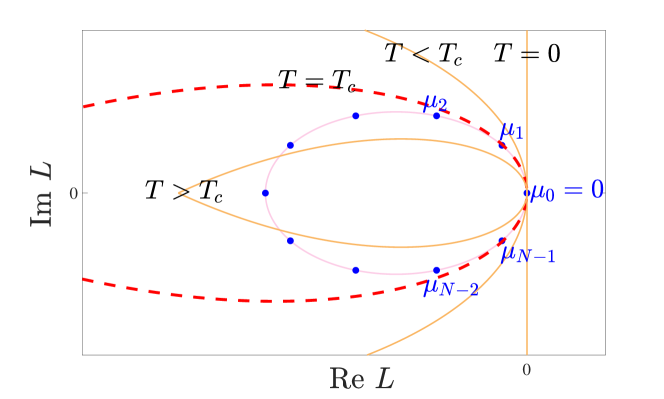 T < T_c
T = 0
T = T_c
μ_2
μ_1
T > T_c
μ_0 = 0
μ_{N−1}
μ_{N−2}
Im L
0
0
Re L